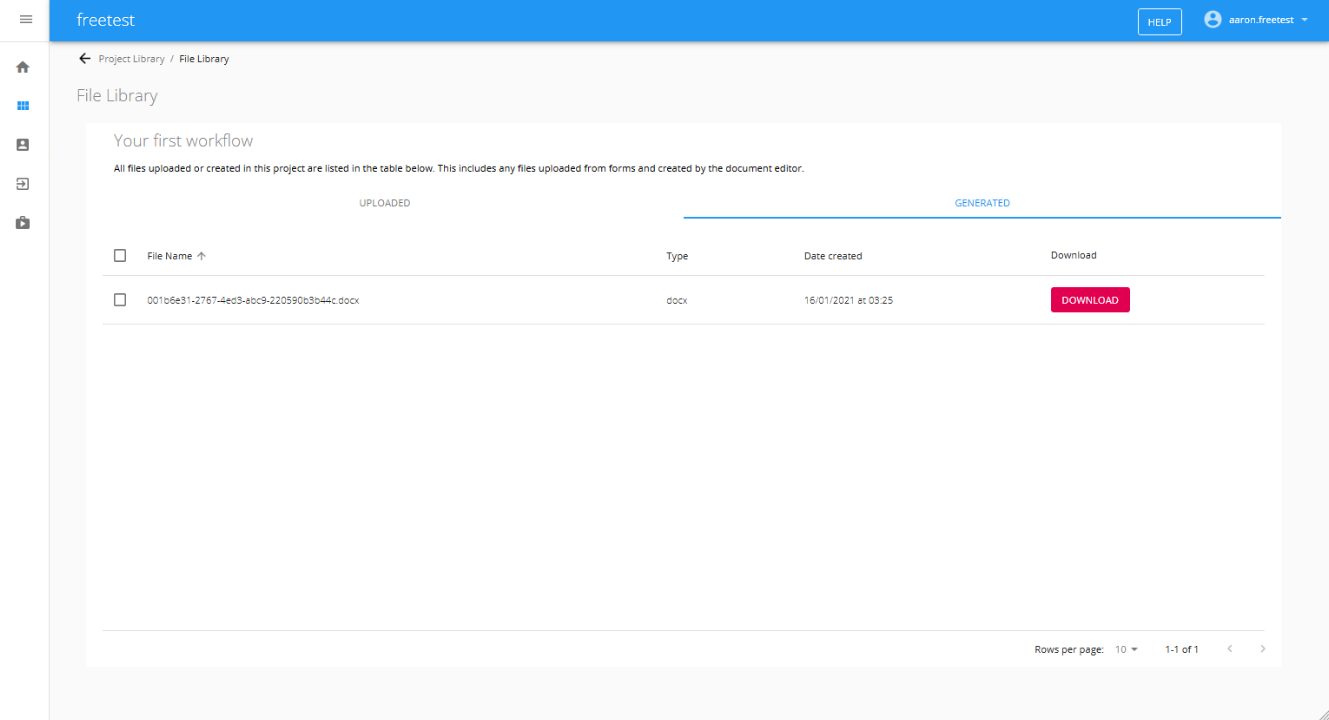 freetest
HELP
aaron.freetest
Project Library / File Library
File Library
Your first workflow
All files uploaded or created in this project are listed in the table below. This includes any files uploaded from forms and created by the document editor.
UPLOADED GENERATED
File Name Type Date created Download
001b6e31-2767-4ed3-abc9-220590b3b44c.docx docx 16/01/2021 at 03:25 DOWNLOAD
Rows per page: 10 1-1 of 1